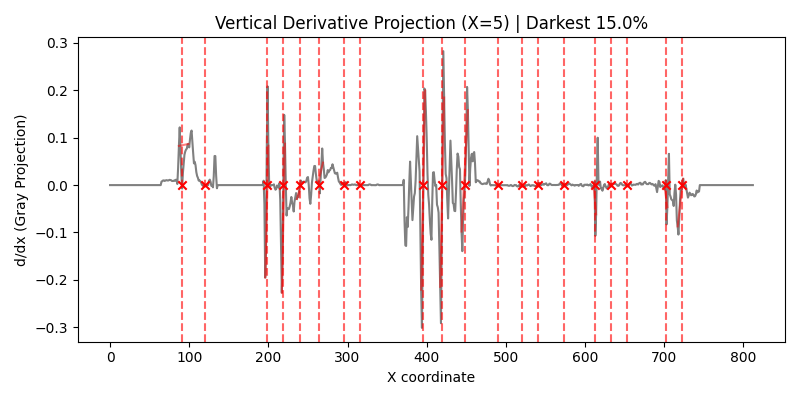 Vertical Derivative Projection (X=5) | Darkest 15.0%
d/dx (Gray Projection)
0.3
0.2
0.1
0.0
−0.1
−0.2
−0.3
0 100 200 300 400 500 600 700 800
X coordinate